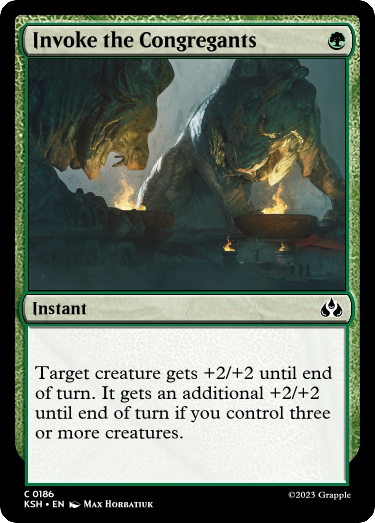 Invoke the Congregants
Instant
Target creature gets +2/+2 until end
of turn. It gets an additional +2/+2
until end of turn if you control three
or more creatures.
C 0186
KSH • EN Max Horbatiuk
©2023 Grapple